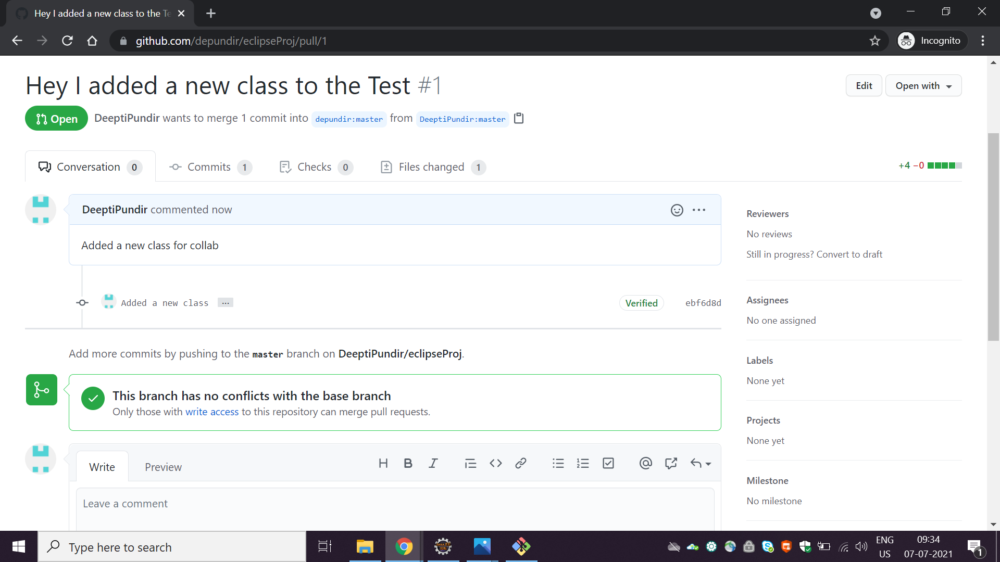 Hey I added a new class to the Te
github.com/depundir/eclipseProj/pull/1
Incognito
Hey I added a new class to the Test #1
Edit
Open with
Open
DeeptiPundir wants to merge 1 commit into depundir:master from DeeptiPundir:master
Conversation 0
Commits 1
Checks 0
Files changed 1
+4 −0
DeeptiPundir commented now
Added a new class for collab
Added a new class ...
Verified
ebf6d8d
Add more commits by pushing to the master branch on DeeptiPundir/eclipseProj.
This branch has no conflicts with the base branch
Only those with write access to this repository can merge pull requests.
Write
Preview
Leave a comment
Reviewers
No reviews
Still in progress? Convert to draft
Assignees
No one assigned
Labels
None yet
Projects
None yet
Milestone
No milestone
Type here to search
Java EE
IDE
ENG
US
09:34
07-07-2021
1